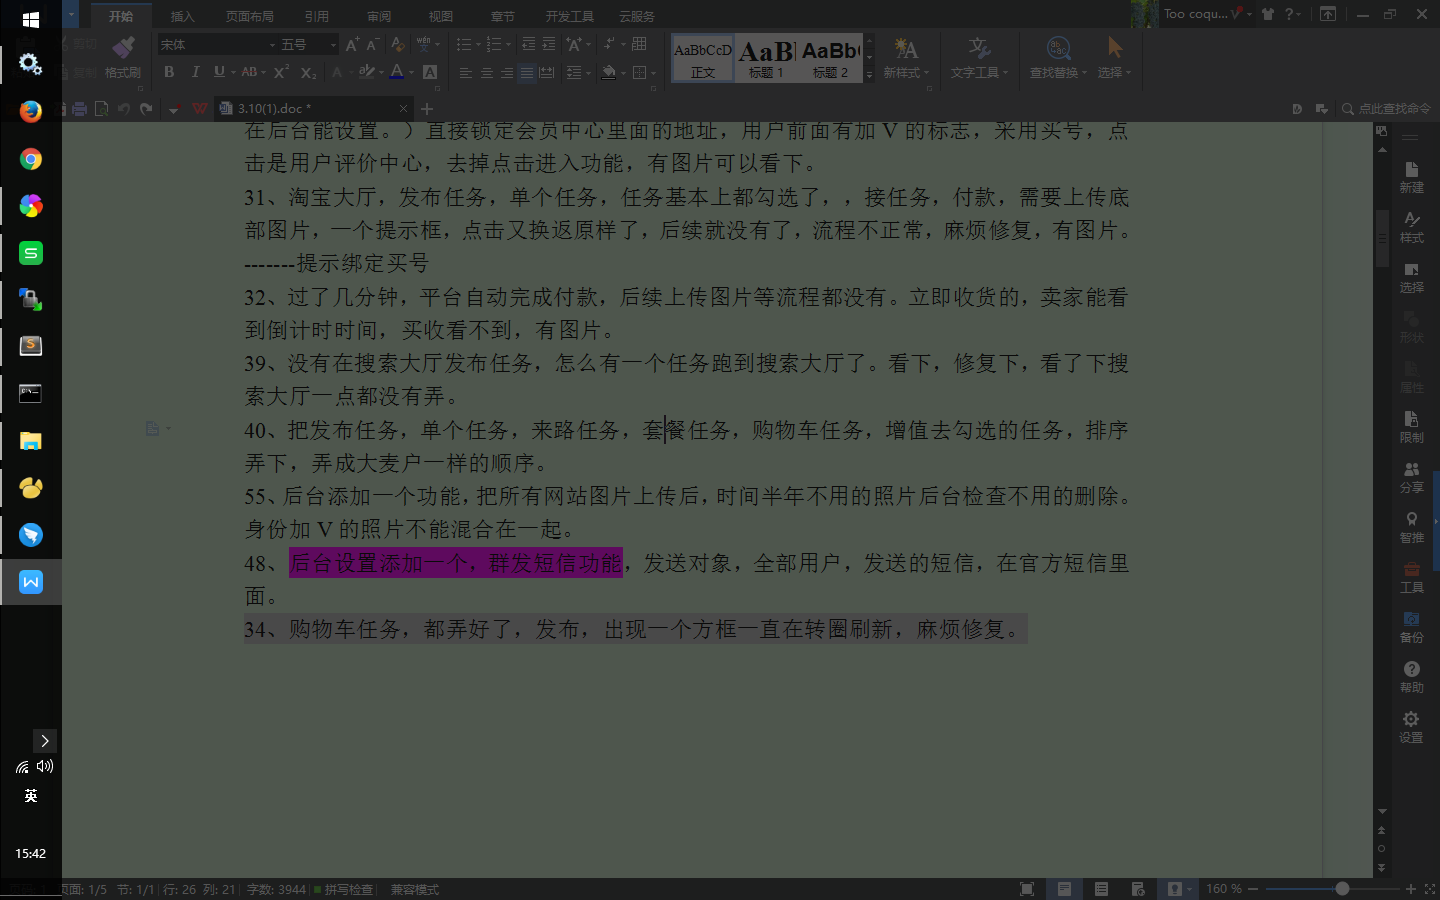 开始 插入 页面布局 引用 审阅 视图 章节 开发工具 云服务 Too coqu...
剪切 复制 格式刷 宋体 五号
AaBbCcD AaBb AaBb
正文 标题 1 标题 2 新样式 文字工具 查找替换 选择
3.10(1).doc * 点此查找命令
在后台能设置。）直接锁定会员中心里面的地址，用户前面有加 V 的标志，采用买号，点
击是用户评价中心，去掉点击进入功能，有图片可以看下。
31、淘宝大厅，发布任务，单个任务，任务基本上都勾选了，，接任务，付款，需要上传底
部图片，一个提示框，点击又换返原样了，后续就没有了，流程不正常，麻烦修复，有图片。
-------提示绑定买号
32、过了几分钟，平台自动完成付款，后续上传图片等流程都没有。立即收货的，卖家能看
到倒计时时间，买收看不到，有图片。
39、没有在搜索大厅发布任务，怎么有一个任务跑到搜索大厅了。看下，修复下，看了下搜
索大厅一点都没有弄。
40、把发布任务，单个任务，来路任务，套餐任务，购物车任务，增值去勾选的任务，排序
弄下，弄成大麦户一样的顺序。
55、后台添加一个功能，把所有网站图片上传后，时间半年不用的照片后台检查不用的删除。
身份加 V 的照片不能混合在一起。
48、后台设置添加一个，群发短信功能，发送对象，全部用户，发送的短信，在官方短信里
面。
34、购物车任务，都弄好了，发布，出现一个方框一直在转圈刷新，麻烦修复。
新建
样式
选择
形状
属性
限制
分享
智推
工具
备份
帮助
设置
英
15:42
页面: 1/5 节: 1/1 行: 26 列: 21 字数: 3944 拼写检查 兼容模式 160 %